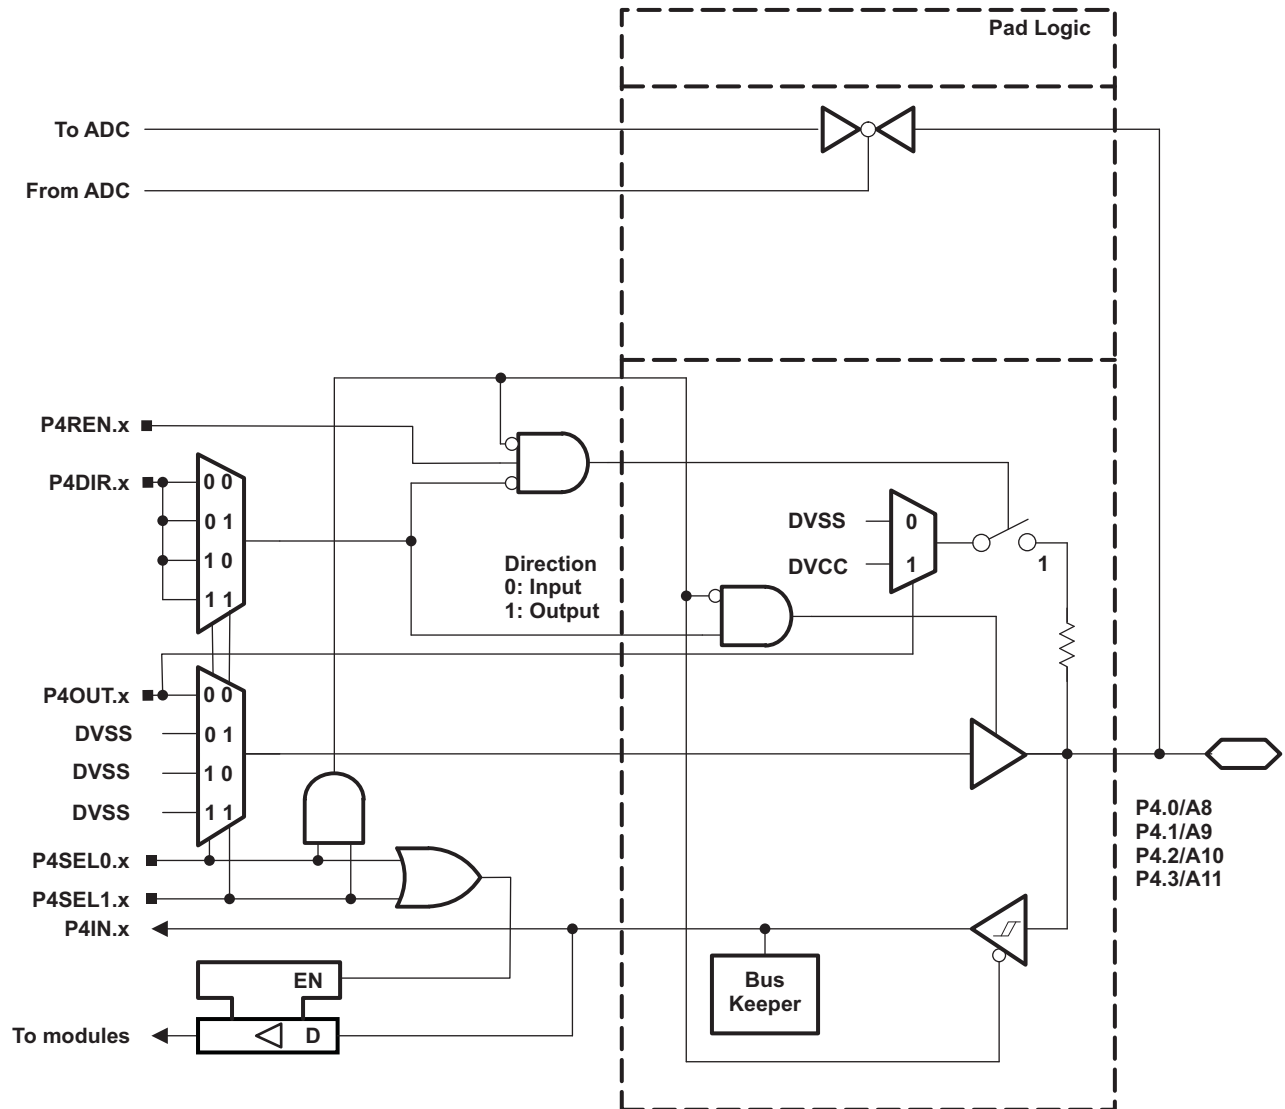 Pad Logic
To ADC
From ADC
P4REN.x
P4DIR.x
0 0
0 1
1 0
1 1
Direction
0: Input
1: Output
DVSS
0
DVCC
1
1
P4OUT.x
0 0
DVSS
0 1
DVSS
1 0
DVSS
1 1
P4SEL0.x
P4SEL1.x
P4IN.x
P4.0/A8
P4.1/A9
P4.2/A10
P4.3/A11
EN
Bus
Keeper
To modules
D